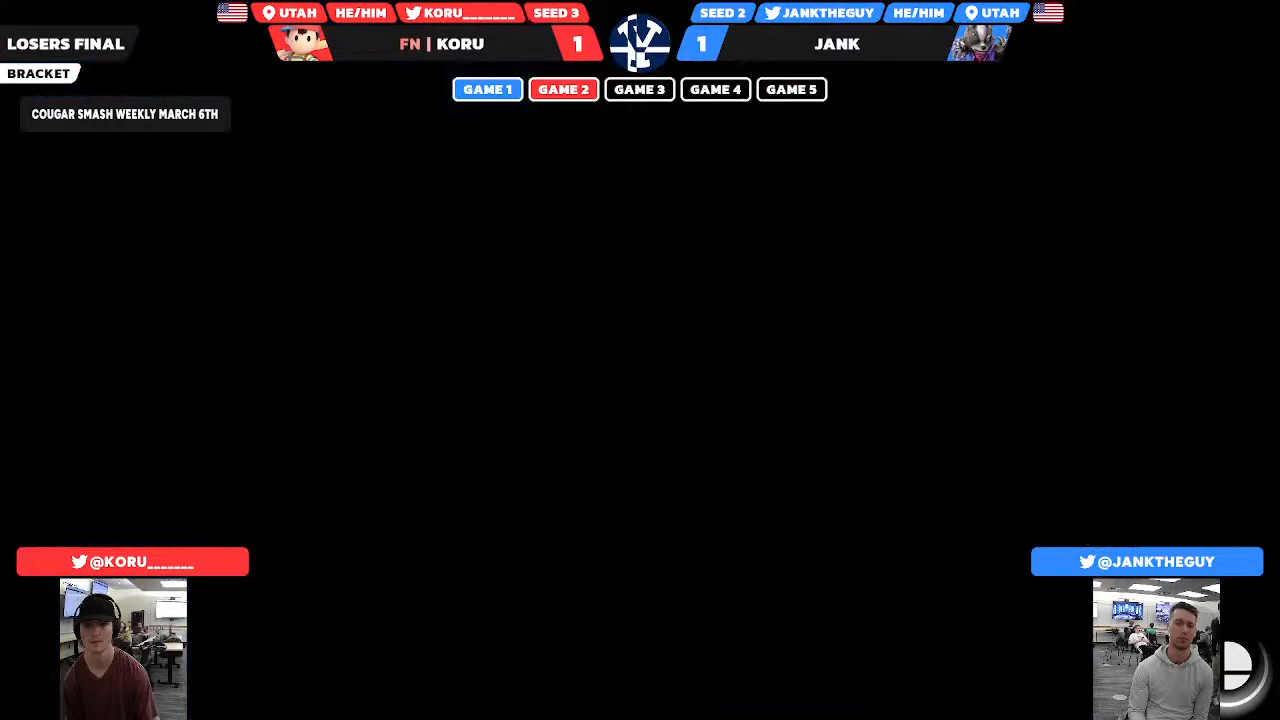 UTAH HE/HIM KORU_______ SEED 3
SEED 2 JANKTHEGUY HE/HIM UTAH
LOSERS FINAL
FN | KORU 1
1 JANK
BRACKET
GAME 1 GAME 2 GAME 3 GAME 4 GAME 5
COUGAR SMASH WEEKLY MARCH 6TH
@KORU_______
@JANKTHEGUY